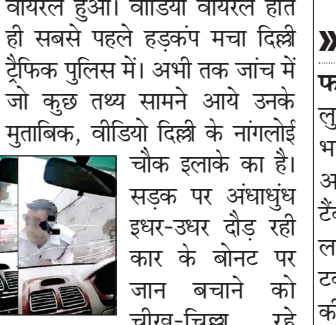 वायरल हुआ। वीडियो वायरल होते
ही सबसे पहले हड़कंप मचा दिल्ली
ट्रैफिक पुलिस में। अभी तक जांच में
जो कुछ तथ्य सामने आये उनके
मुताबिक, वीडियो दिल्ली के नांगलोई
चौक इलाके का है।
सड़क पर अंधाधुंध
इधर-उधर दौड़ रही
कार के बोनट पर
जान बचाने को
चीख-चिल्ला रहे